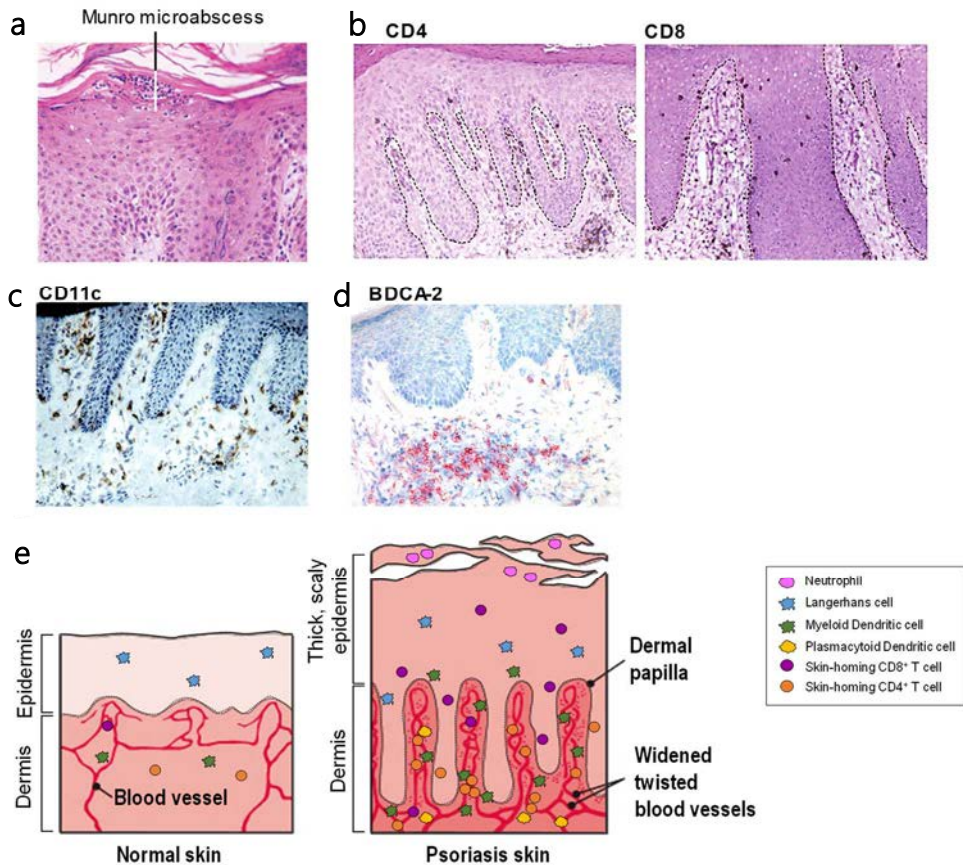 a
Munro microabscess
b
CD4
CD8
c
CD11c
d
BDCA-2
e
Epidermis
Dermis
Blood vessel
Normal skin
Thick, scaly
epidermis
Dermis
Dermal
papilla
Widened
twisted
blood vessels
Psoriasis skin
Neutrophil
Langerhans cell
Myeloid Dendritic cell
Plasmacytoid Dendritic cell
Skin-homing CD8⁺ T cell
Skin-homing CD4⁺ T cell